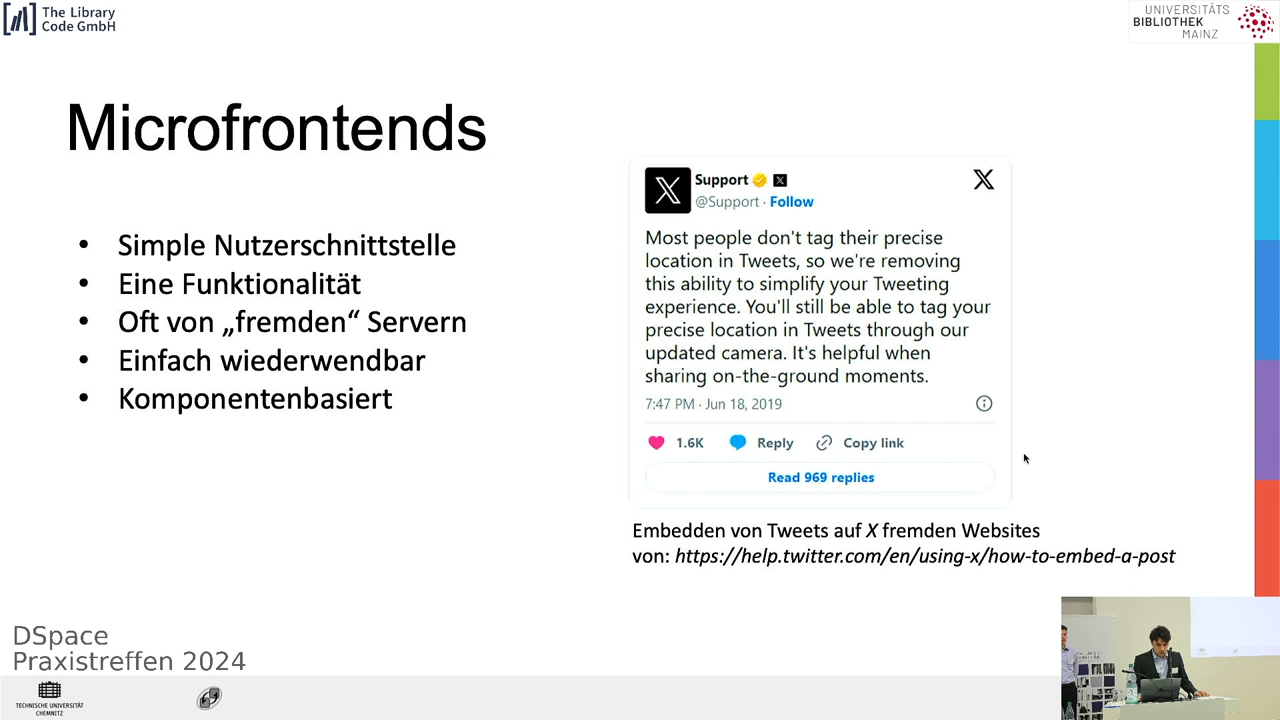 The Library
Code GmbH
UNIVERSITÄTS
BIBLIOTHEK
MAINZ
Microfrontends
• Simple Nutzerschnittstelle
• Eine Funktionalität
• Oft von „fremden“ Servern
• Einfach wiederwendbar
• Komponentenbasiert
Support
@Support · Follow
Most people don't tag their precise
location in Tweets, so we're removing
this ability to simplify your Tweeting
experience. You'll still be able to tag your
precise location in Tweets through our
updated camera. It's helpful when
sharing on-the-ground moments.
7:47 PM · Jun 18, 2019
1.6K Reply Copy link
Read 969 replies
Embedden von Tweets auf X fremden Websites
von: https://help.twitter.com/en/using-x/how-to-embed-a-post
DSpace
Praxistreffen 2024
TECHNISCHE UNIVERSITÄT
CHEMNITZ